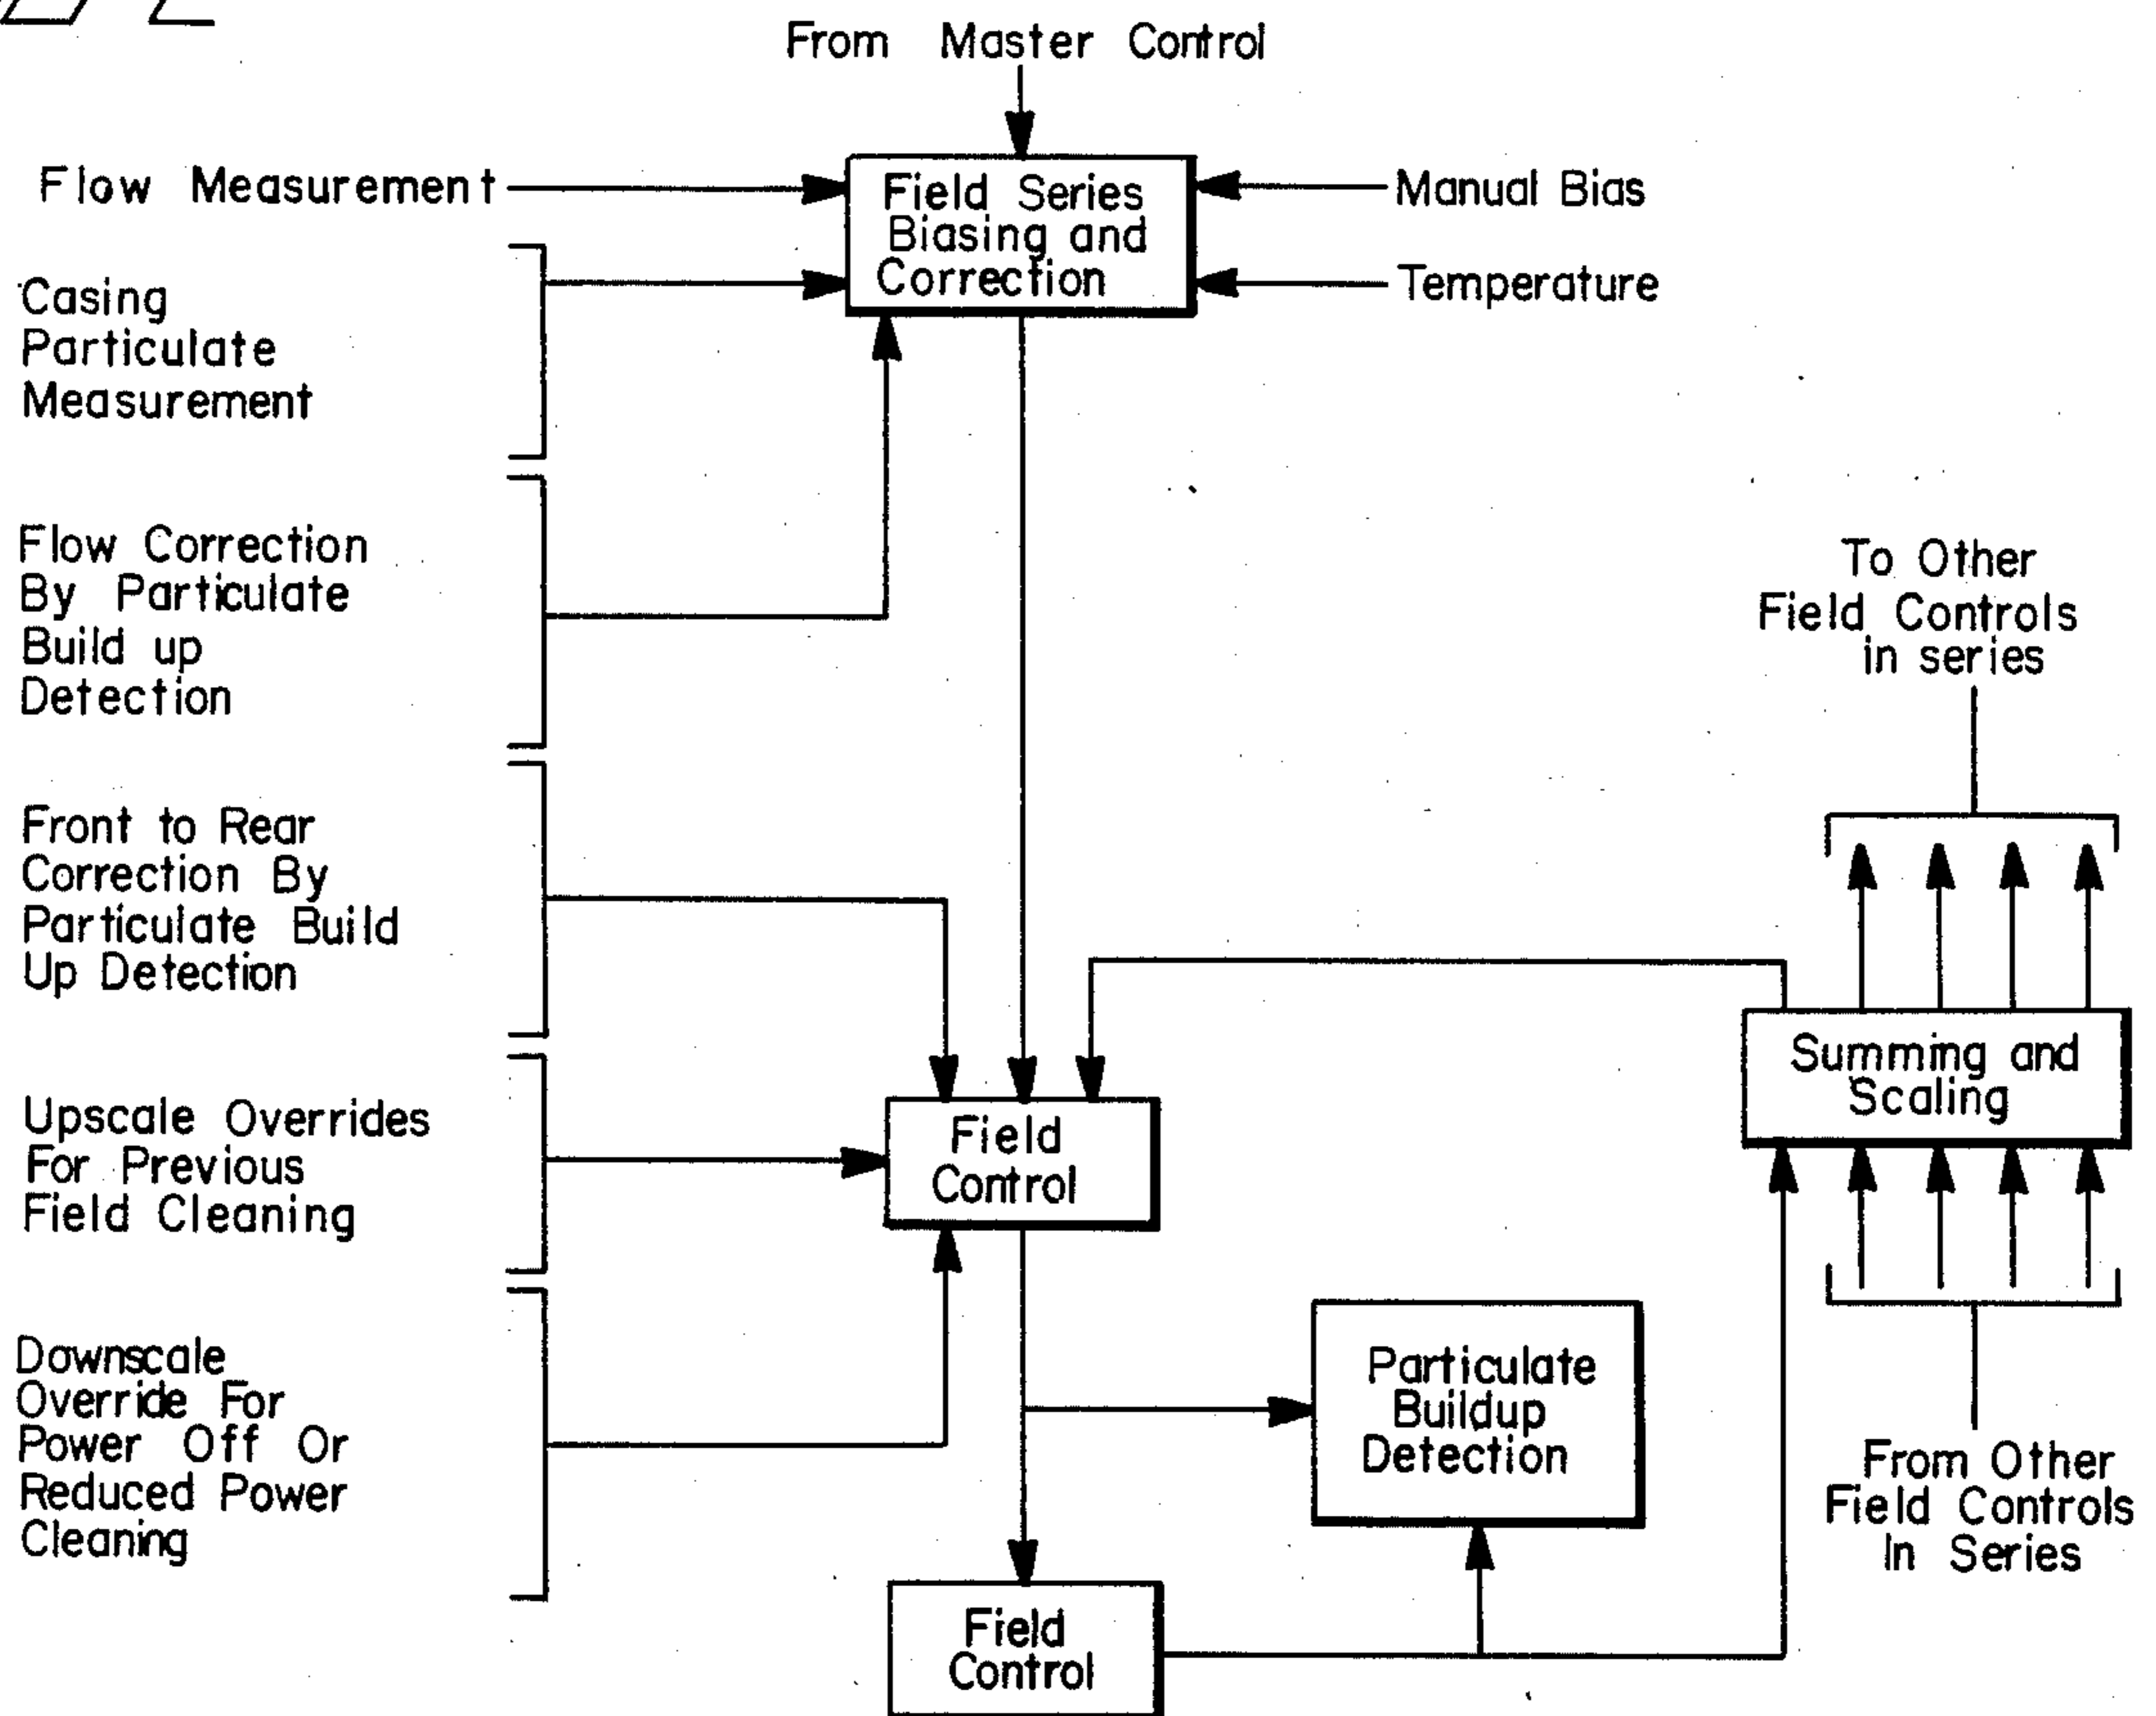 From Master Control
Flow Measurement
Field Series
Biasing and
Correction
Manual Bias
Temperature
Casing
Particulate
Measurement
Flow Correction
By Particulate
Build up
Detection
To Other
Field Controls
in series
Front to Rear
Correction By
Particulate Build
Up Detection
Summing and
Scaling
Upscale Overrides
For Previous
Field Cleaning
Field
Control
Downscale
Override For
Power Off Or
Reduced Power
Cleaning
Particulate
Buildup
Detection
From Other
Field Controls
In Series
Field
Control